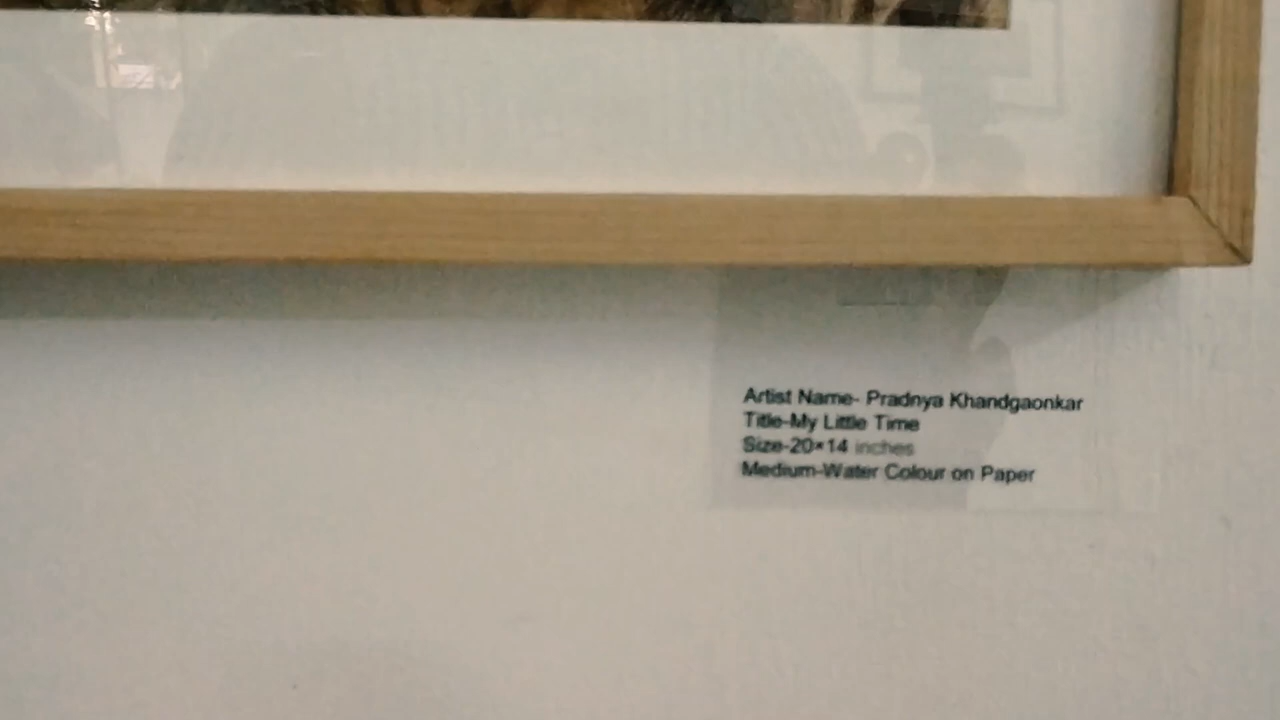 Artist Name- Pradnya Khandgaonkar
Title-My Little Time
Size-20×14 inches
Medium-Water Colour on Paper